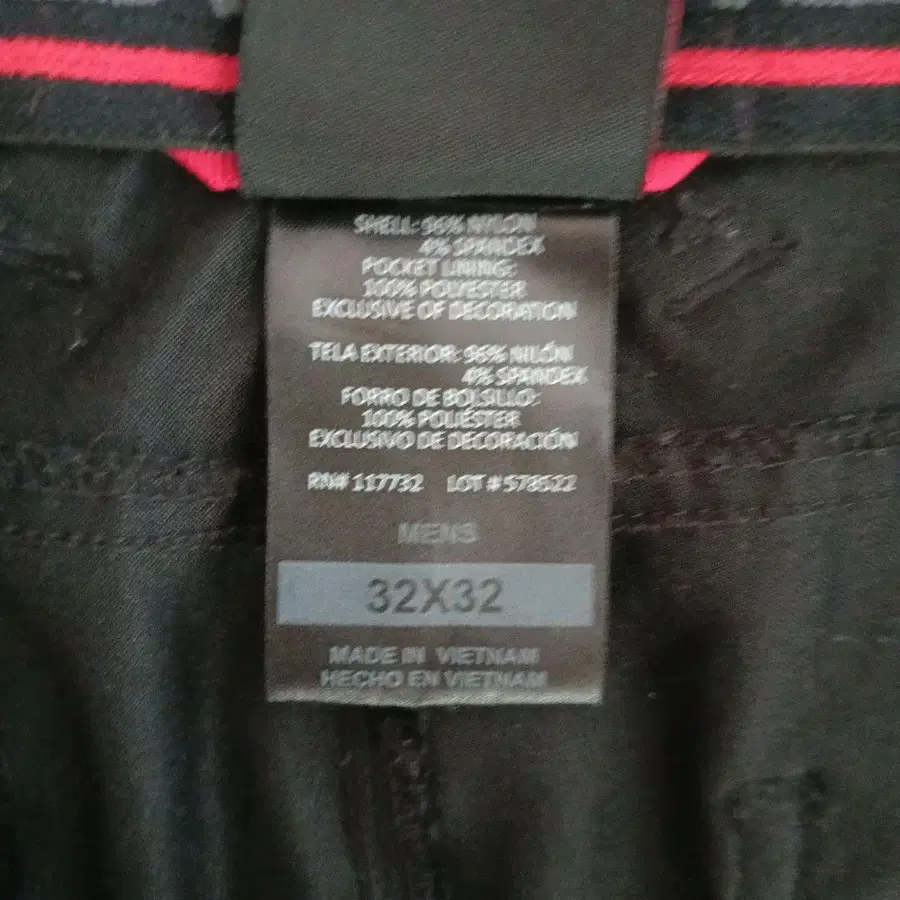 SHELL: 96% NYLON
4% SPANDEX
POCKET LINING:
100% POLYESTER
EXCLUSIVE OF DECORATION
TELA EXTERIOR: 96% NILÓN
4% SPANDEX
FORRO DE BOLSILLO:
100% POLIÉSTER
EXCLUSIVO DE DECORACIÓN
RN# 117732 LOT # 578522
MENS
32X32
MADE IN VIETNAM
HECHO EN VIETNAM